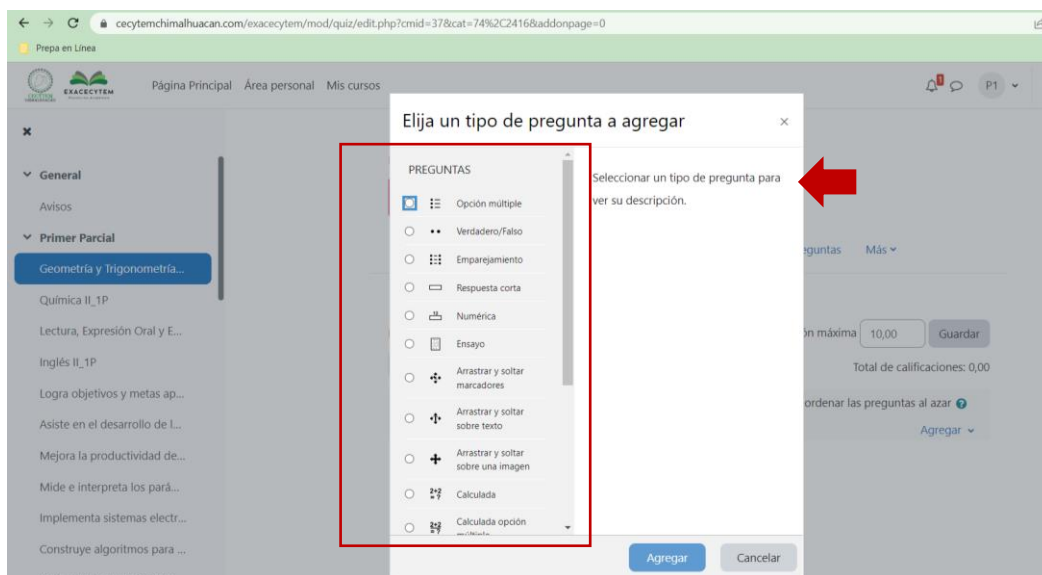 cecytemchimalhuacan.com/exacecytem/mod/quiz/edit.php?cmid=37&cat=74%2C2416&addonpage=0
Prepa en Línea
EXACECYTEM
Página Principal Área personal Mis cursos
P1
General
Avisos
Primer Parcial
Geometría y Trigonometría...
Química II_1P
Lectura, Expresión Oral y E...
Inglés II_1P
Logra objetivos y metas ap...
Asiste en el desarrollo de l...
Mejora la productividad de...
Mide e interpreta los pará...
Implementa sistemas electr...
Construye algoritmos para ...
Elija un tipo de pregunta a agregar
PREGUNTAS
Opción múltiple
Verdadero/Falso
Emparejamiento
Respuesta corta
Numérica
Ensayo
Arrastrar y soltar
marcadores
Arrastrar y soltar
sobre texto
Arrastrar y soltar
sobre una imagen
Calculada
Calculada opción
Seleccionar un tipo de pregunta para
ver su descripción.
Agregar
Cancelar
Más
máxima 10,00 Guardar
Total de calificaciones: 0,00
ordenar las preguntas al azar
Agregar